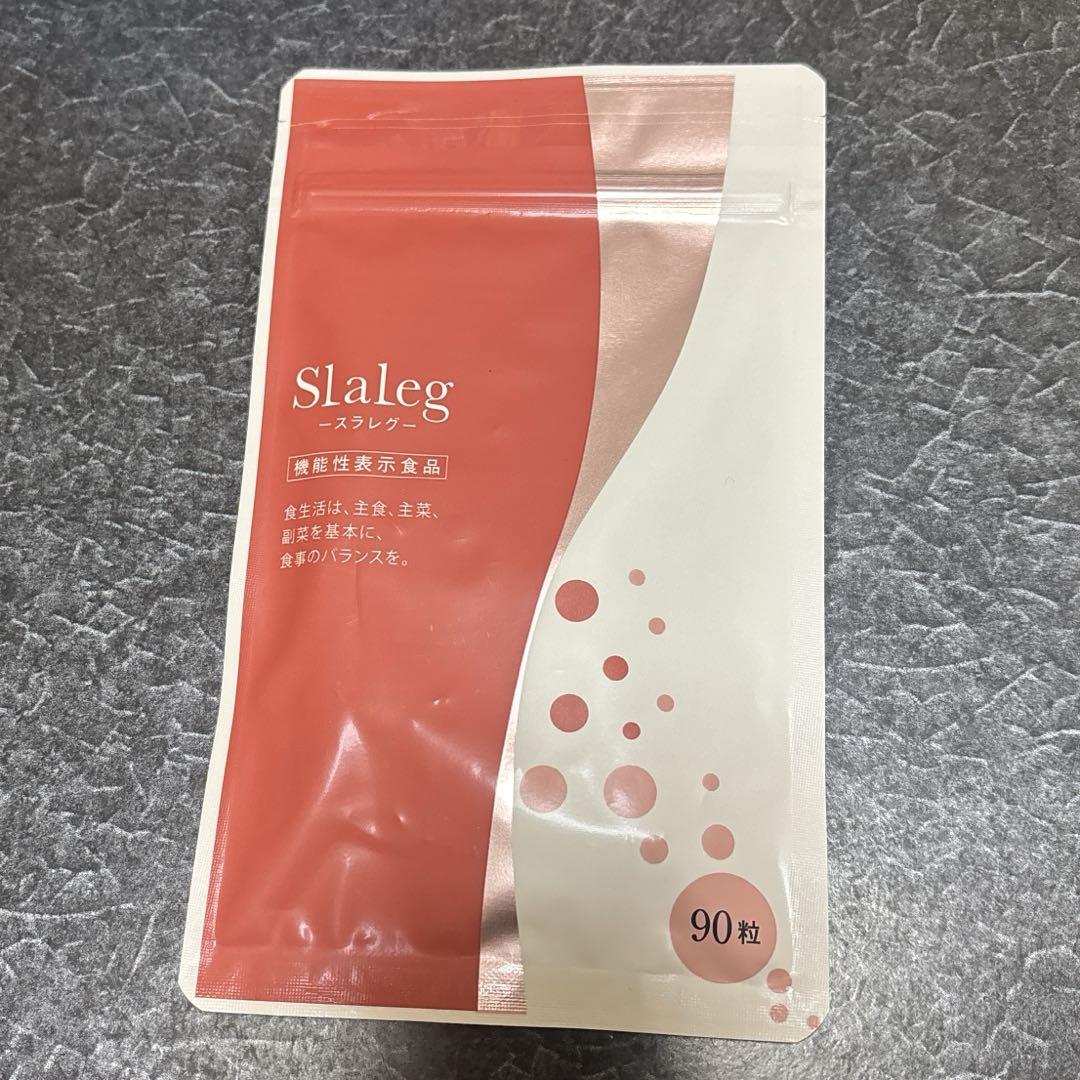 Slaleg
ースラレグー
機能性表示食品
食生活は、主食、主菜、
副菜を基本に、
食事のバランスを。
90粒